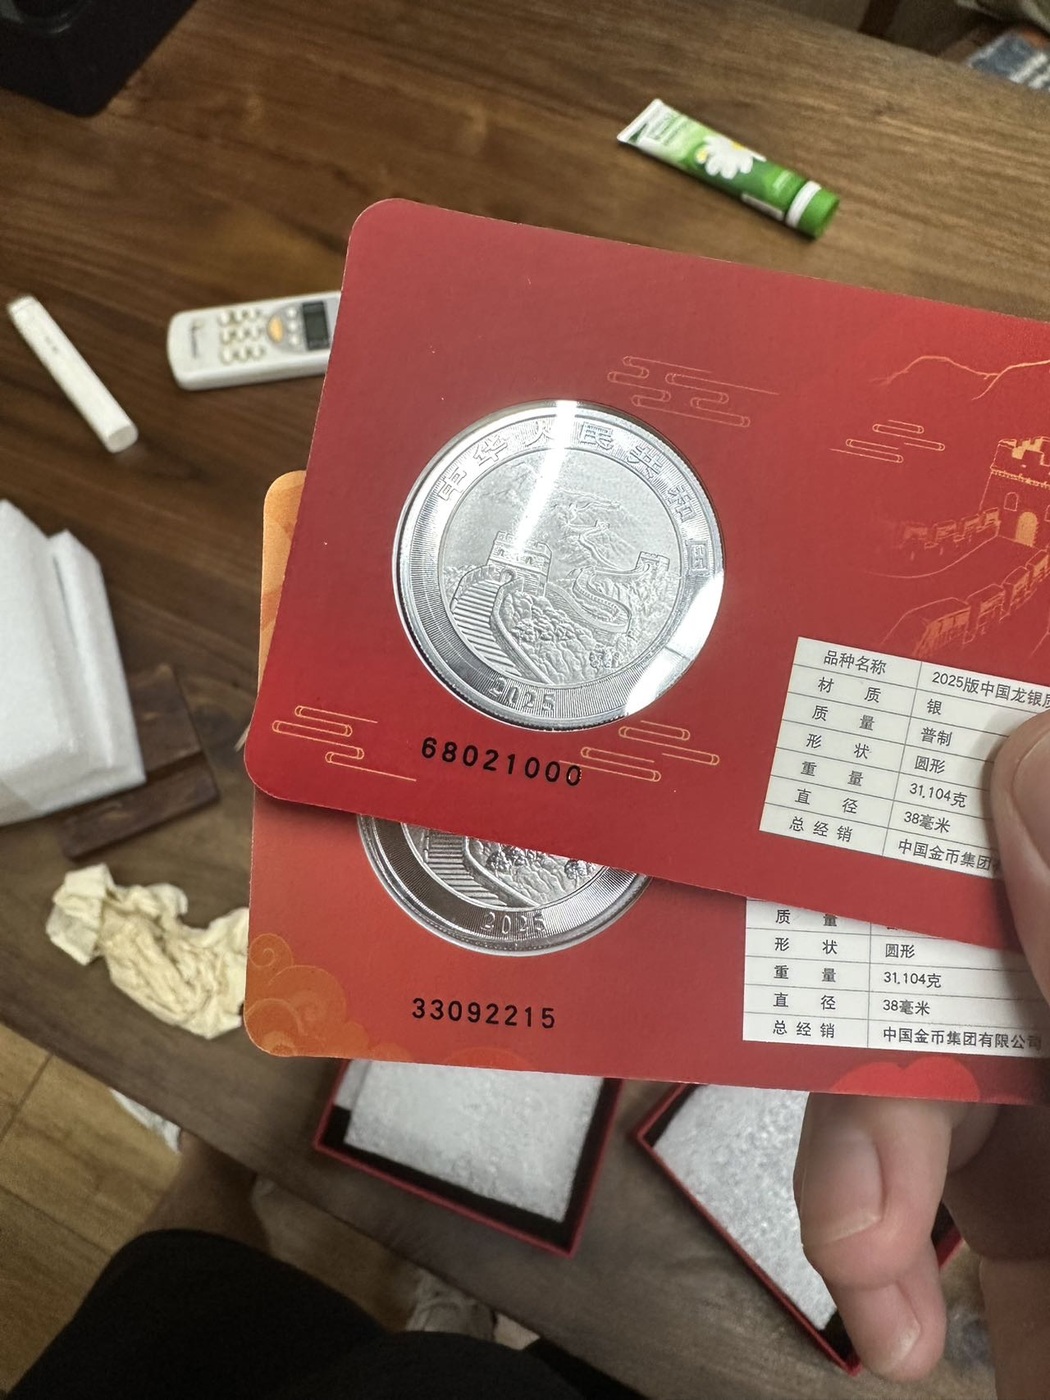 中华人民共和国
2025
68021000
品种名称 2025版中国龙银质
材质 银
质量 普制
形状 圆形
重量 31.104克
直径 38毫米
总经销 中国金币集团
2025
33092215
质量
形状 圆形
重量 31.104克
直径 38毫米
总经销 中国金币集团有限公司